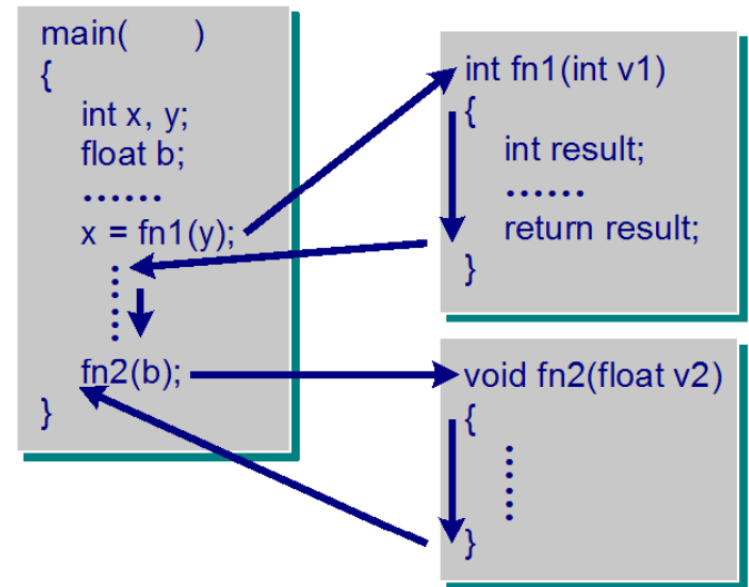 main( )
{
int x, y;
float b;
......
x = fn1(y);
fn2(b);
}
int fn1(int v1)
{
int result;
......
return result;
}
void fn2(float v2)
{
}